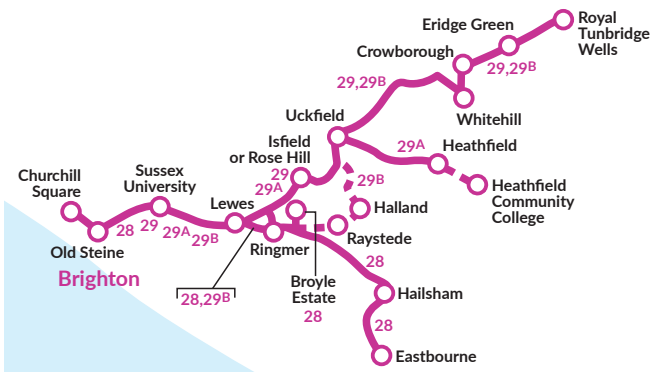 Eridge Green
Royal
Tunbridge
Wells
Crowborough
29,29B
29,29B
Whitehill
Uckfield
Isfield
or Rose Hill
29A
Heathfield
29
29A
29B
Heathfield
Community
College
Churchill
Square
Sussex
University
Lewes
Halland
28 29 29A 29B
Raystede
Old Steine
Ringmer
Brighton
28
28,29B
Broyle
Estate
28
Hailsham
28
Eastbourne